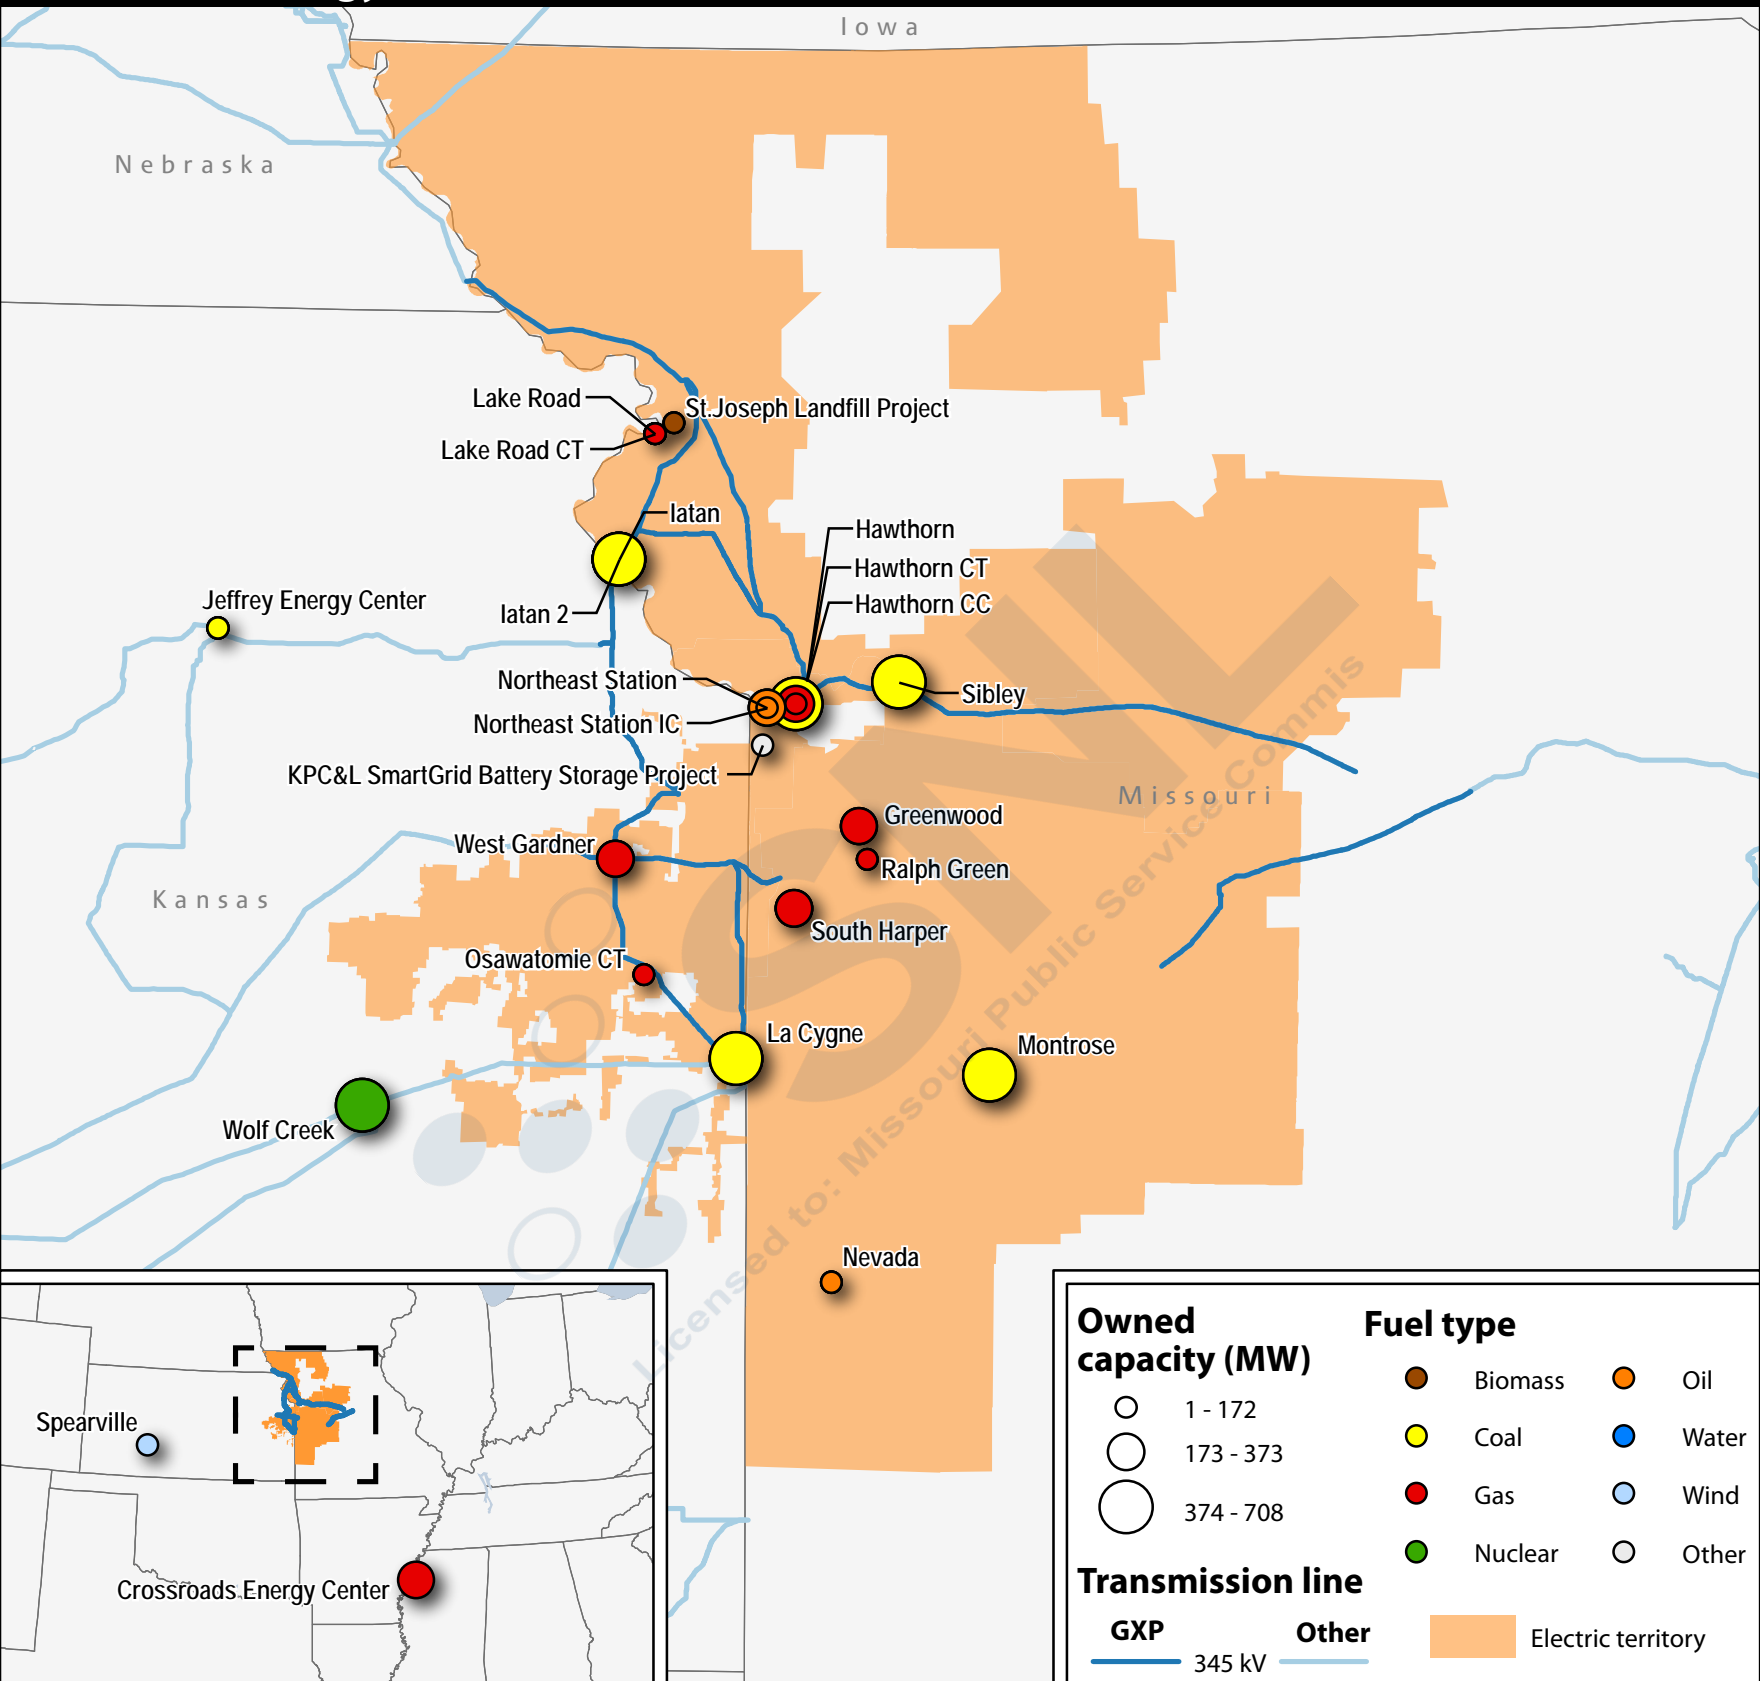 Iowa
Nebraska
Lake Road
St.Joseph Landfill Project
Lake Road CT
Iatan
Hawthorn
Hawthorn CT
Jeffrey Energy Center
Hawthorn CC
Iatan 2
Northeast Station
Sibley
Northeast Station IC
KPC&L SmartGrid Battery Storage Project
Missouri
Greenwood
West Gardner
Ralph Green
Kansas
South Harper
Osawatomie CT
La Cygne
Montrose
Wolf Creek
Nevada
SNL
Licensed to: Missouri Public Service Commis
Spearville
Crossroads Energy Center
Owned
capacity (MW)
1 - 172
173 - 373
374 - 708
Fuel type
Biomass
Oil
Coal
Water
Gas
Wind
Nuclear
Other
Transmission line
GXP
Other
345 kV
Electric territory